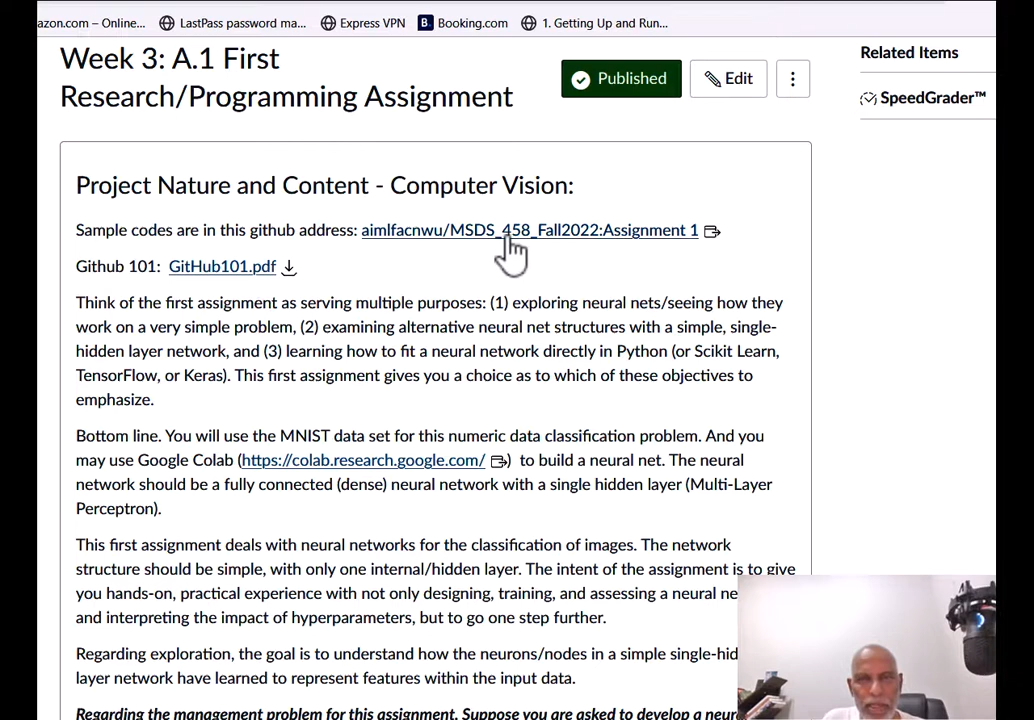 azon.com – Online... LastPass password ma... Express VPN B. Booking.com 1. Getting Up and Run...
Week 3: A.1 First
Research/Programming Assignment
Published
Edit
Related Items
SpeedGrader™
Project Nature and Content - Computer Vision:
Sample codes are in this github address: aimlfacnwu/MSDS_458_Fall2022:Assignment 1
Github 101: GitHub101.pdf
Think of the first assignment as serving multiple purposes: (1) exploring neural nets/seeing how they
work on a very simple problem, (2) examining alternative neural net structures with a simple, single-
hidden layer network, and (3) learning how to fit a neural network directly in Python (or Scikit Learn,
TensorFlow, or Keras). This first assignment gives you a choice as to which of these objectives to
emphasize.
Bottom line. You will use the MNIST data set for this numeric data classification problem. And you
may use Google Colab (https://colab.research.google.com/ ) to build a neural net. The neural
network should be a fully connected (dense) neural network with a single hidden layer (Multi-Layer
Perceptron).
This first assignment deals with neural networks for the classification of images. The network
structure should be simple, with only one internal/hidden layer. The intent of the assignment is to give
you hands-on, practical experience with not only designing, training, and assessing a neural ne
and interpreting the impact of hyperparameters, but to go one step further.
Regarding exploration, the goal is to understand how the neurons/nodes in a simple single-hid
layer network have learned to represent features within the input data.
Regarding the management problem for this assignment. Suppose you are asked to develop a neur